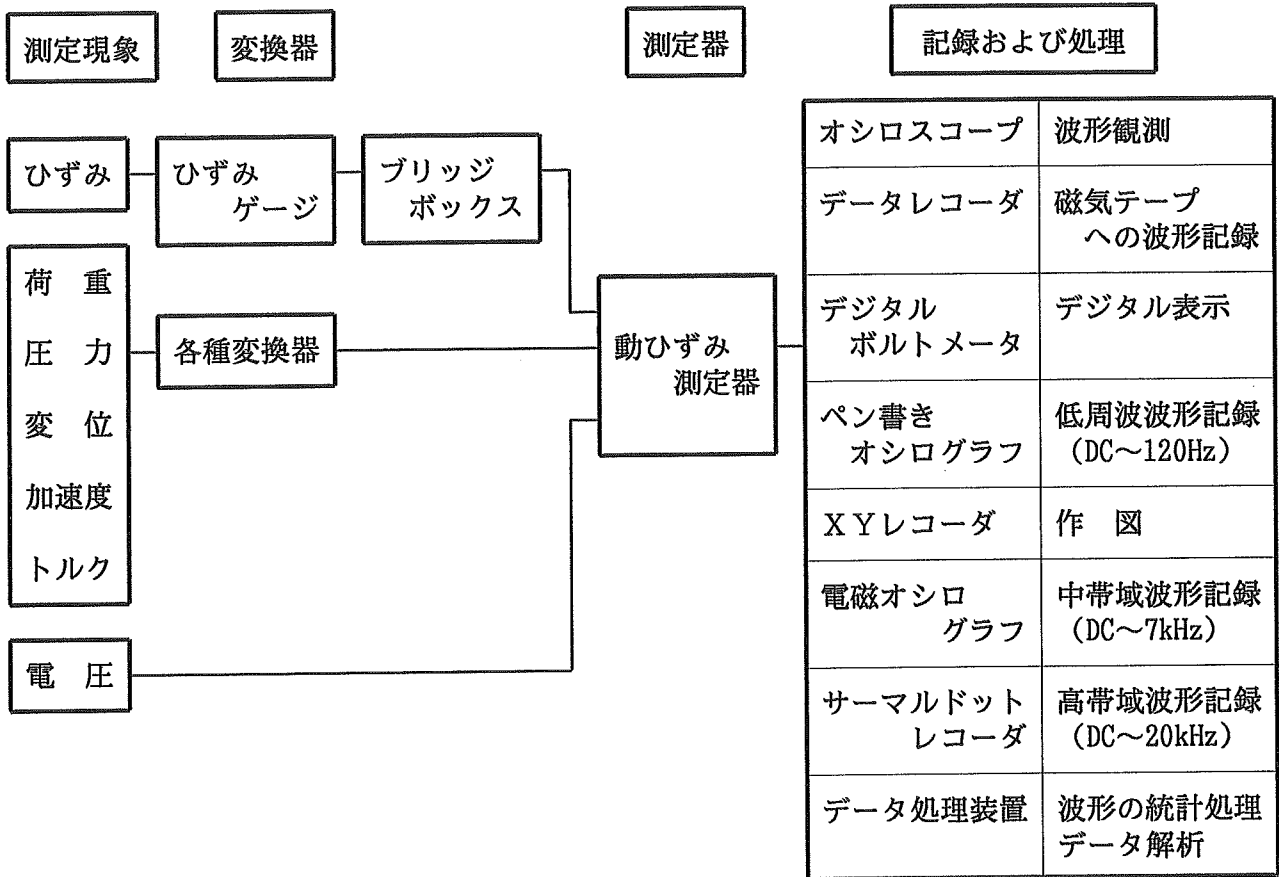 測定現象
変換器
測定器
記録および処理
ひずみ
ひずみ
ゲージ
ブリッジ
ボックス
荷　重
圧　力
変　位
加速度
トルク
各種変換器
電　圧
動ひずみ
測定器
オシロスコープ
波形観測
データレコーダ
磁気テープ
への波形記録
デジタル
ボルトメータ
デジタル表示
ペン書き
オシログラフ
低周波波形記録
(DC～120Hz)
ＸＹレコーダ
作　図
電磁オシロ
グラフ
中帯域波形記録
(DC～7kHz)
サーマルドット
レコーダ
高帯域波形記録
(DC～20kHz)
データ処理装置
波形の統計処理
データ解析